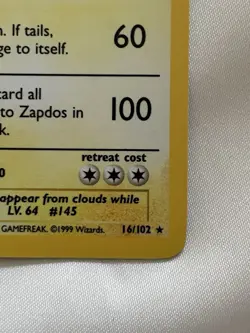 n. If tails,
ge to itself. 60
card all
to Zapdos in 100
k.
retreat cost
0
appear from clouds while
LV. 64 #145
GAMEFREAK. ©1999 Wizards. 16/102 ★